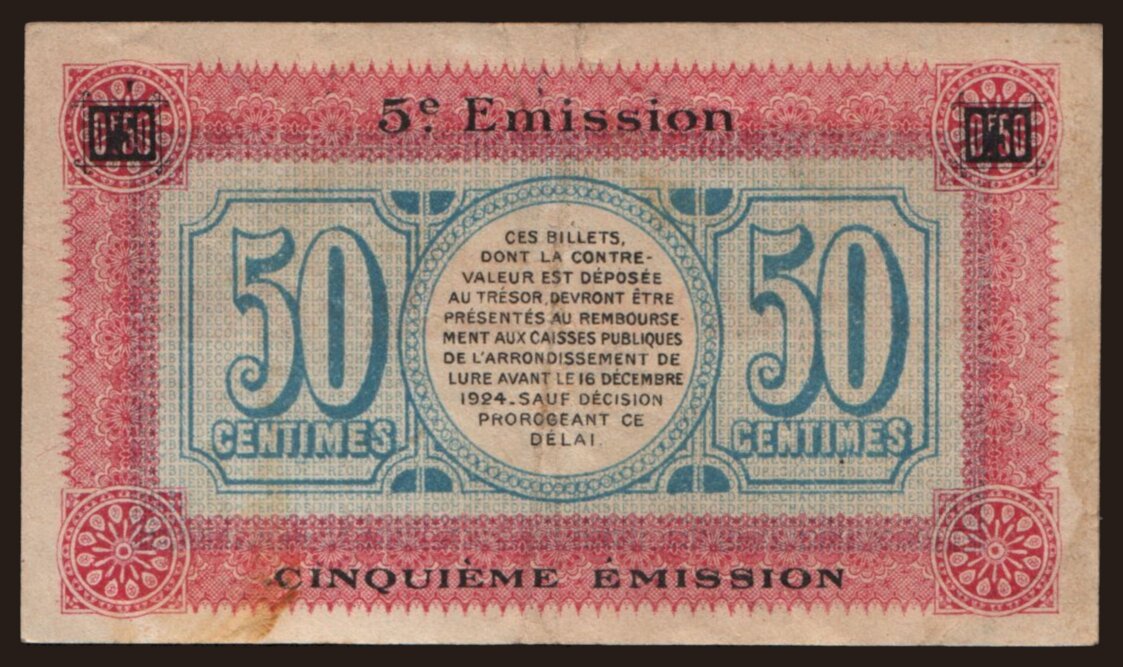 5e. Emission
0F50
0F50
CES BILLETS,
DONT LA CONTRE-
VALEUR EST DÉPOSÉE
AU TRÉSOR, DEVRONT ÊTRE
PRÉSENTÉS AU REMBOURSE-
MENT AUX CAISSES PUBLIQUES
DE L'ARRONDISSEMENT DE
LURE AVANT LE 16 DÉCEMBRE
1924. SAUF DÉCISION
PROROGEANT CE
DÉLAI.
50
CENTIMES
50
CENTIMES
CINQUIÈME ÉMISSION